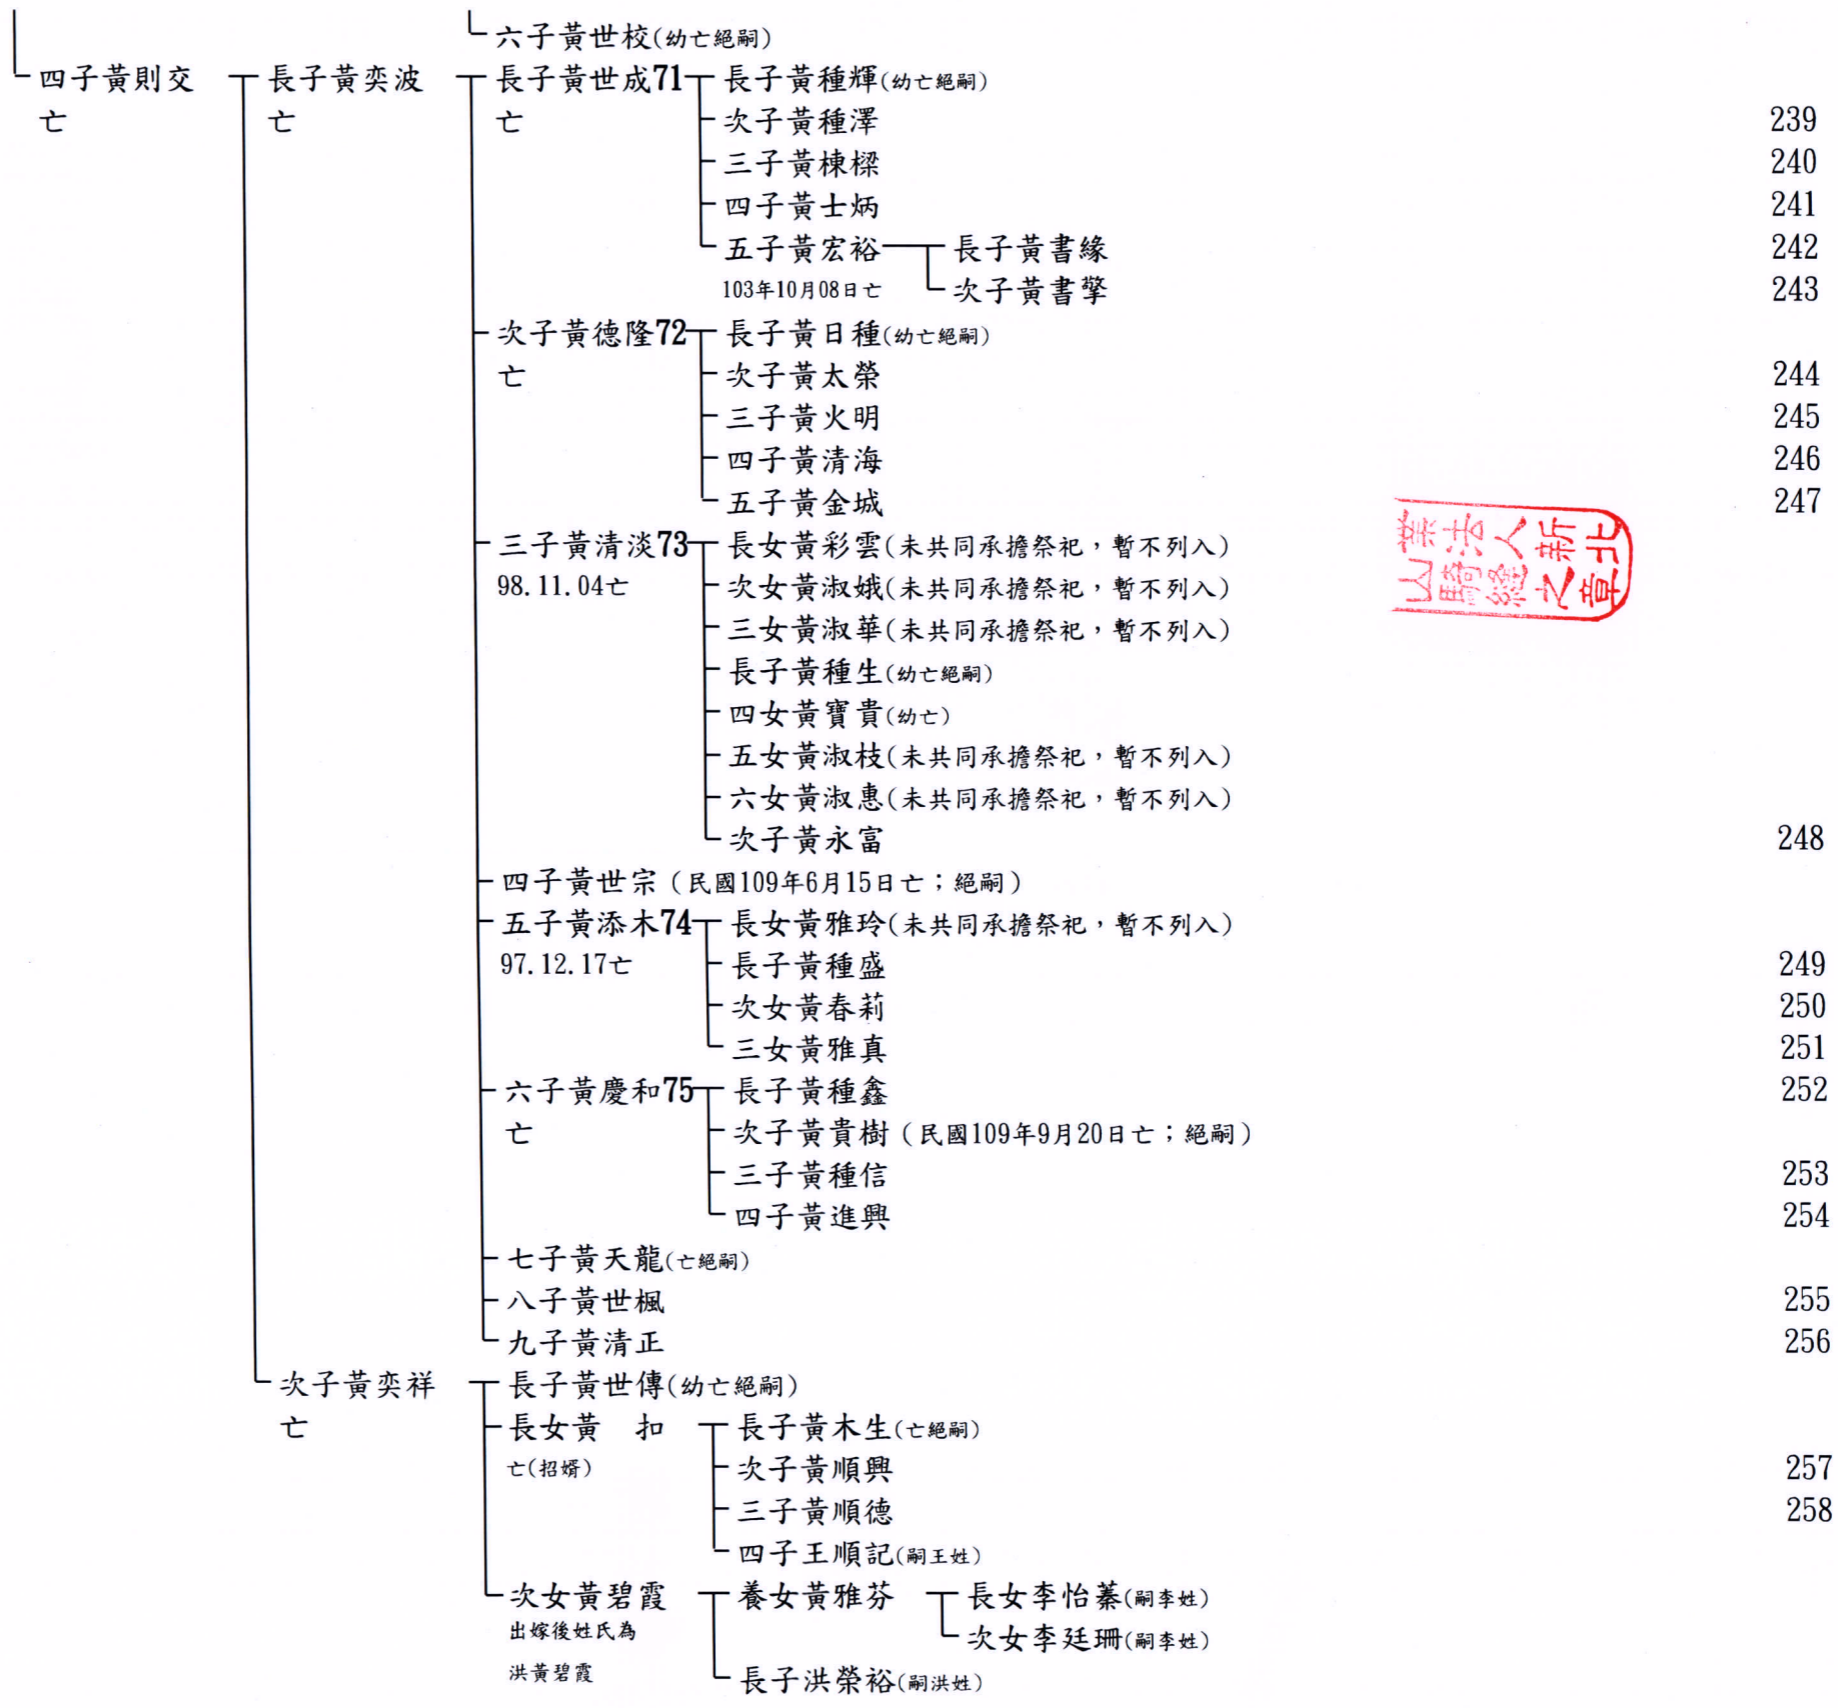 六子黃世校(幼亡絕嗣)
四子黃則交 長子黃奕波 長子黃世成71 長子黃種輝(幼亡絕嗣)
亡 亡 亡 次子黃種澤 239
三子黃棟樑 240
四子黃士炳 241
五子黃宏裕 長子黃書緣 242
103年10月08日亡 次子黃書擎 243
次子黃德隆72 長子黃日種(幼亡絕嗣)
亡 次子黃太榮 244
三子黃火明 245
四子黃清海 246
五子黃金城 247
三子黃清淡73 長女黃彩雲(未共同承擔祭祀，暫不列入)
98.11.04亡 次女黃淑娥(未共同承擔祭祀，暫不列入)
三女黃淑華(未共同承擔祭祀，暫不列入)
長子黃種生(幼亡絕嗣)
四女黃寶貴(幼亡)
五女黃淑枝(未共同承擔祭祀，暫不列入)
六女黃淑惠(未共同承擔祭祀，暫不列入)
次子黃永富 248
四子黃世宗(民國109年6月15日亡；絕嗣)
五子黃添木74 長女黃雅玲(未共同承擔祭祀，暫不列入)
97.12.17亡 長子黃種盛 249
次女黃春莉 250
三女黃雅真 251
六子黃慶和75 長子黃種鑫 252
亡 次子黃貴樹(民國109年9月20日亡；絕嗣)
三子黃種信 253
四子黃進興 254
七子黃天龍(亡絕嗣)
八子黃世楓 255
九子黃清正 256
次子黃奕祥 長子黃世傳(幼亡絕嗣)
亡 長女黃 扣 長子黃木生(亡絕嗣)
亡(招婿) 次子黃順興 257
三子黃順德 258
四子王順記(嗣王姓)
次女黃碧霞 養女黃雅芬 長女李怡蓁(嗣李姓)
出嫁後姓氏為 次女李廷珊(嗣李姓)
洪黃碧霞 長子洪榮裕(嗣洪姓)
北新人法
章之